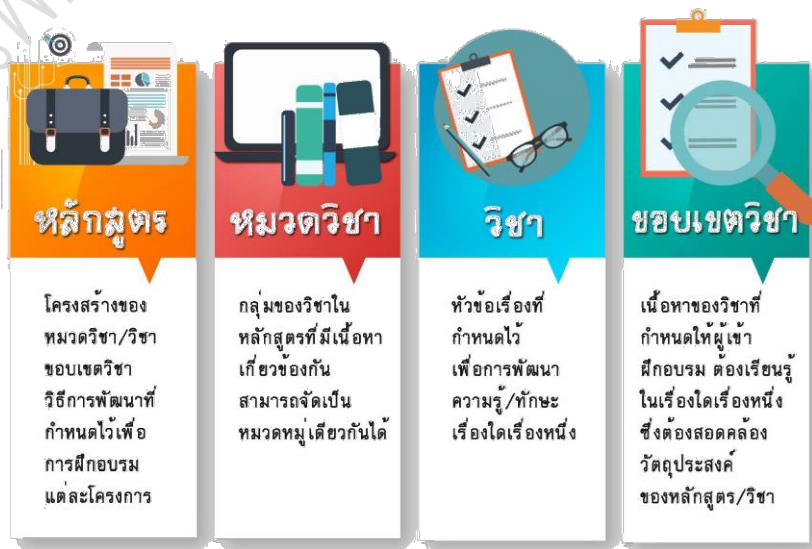 หลักสูตร
โครงสร้างของ
หมวดวิชา/วิชา
ขอบเขตวิชา
วิธีการพัฒนาที่
กำหนดไว้เพื่อ
การฝึกอบรม
แต่ละโครงการ
หมวดวิชา
กลุ่มของวิชาใน
หลักสูตรที่มีเนื้อหา
เกี่ยวข้องกัน
สามารถจัดเป็น
หมวดหมู่เดียวกันได้
วิชา
หัวข้อเรื่องที่
กำหนดไว้
เพื่อการพัฒนา
ความรู้/ทักษะ
เรื่องใดเรื่องหนึ่ง
ขอบเขตวิชา
เนื้อหาของวิชาที่
กำหนดให้ผู้เข้า
ฝึกอบรม ต้องเรียนรู้
ในเรื่องใดเรื่องหนึ่ง
ซึ่งต้องสอดคล้อง
วัตถุประสงค์
ของหลักสูตร/วิชา